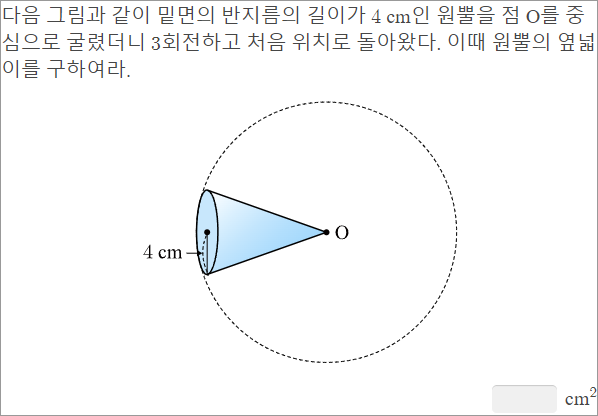 다음 그림과 같이 밑면의 반지름의 길이가 4 cm인 원뿔을 점 O를 중
심으로 굴렸더니 3회전하고 처음 위치로 돌아왔다. 이때 원뿔의 옆넓
이를 구하여라.
O
4 cm
cm²